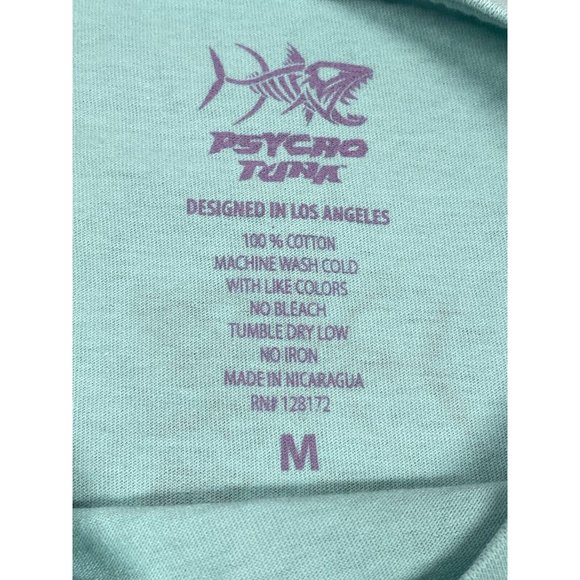 PSYCHO
TUNA
DESIGNED IN LOS ANGELES
100 % COTTON
MACHINE WASH COLD
WITH LIKE COLORS
NO BLEACH
TUMBLE DRY LOW
NO IRON
MADE IN NICARAGUA
RN# 128172
M